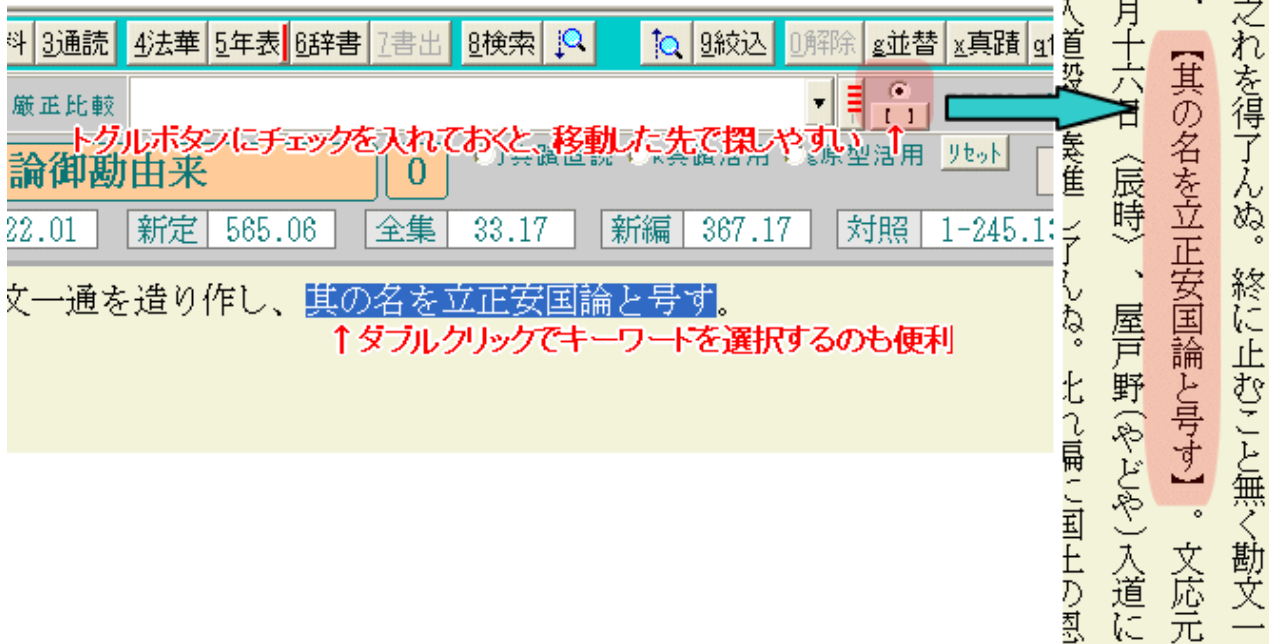 料 3通読 4法華 5年表 6辞書 7書出 8検索 9絞込 0解除 g並替 x真蹟
厳正比較
【 】
トグルボタンにチェックを入れておくと、移動した先で探しやすい ↑
論御勘由来 0 リセット
22.01 新定 565.06 全集 33.17 新編 367.17 対照 1-245.13
文一通を造り作し、其の名を立正安国論と号す。
↑ダブルクリックでキーワードを選択するのも便利
之れを得了んぬ。終に止むこと無く勘文一
【其の名を立正安国論と号す】。文応元
月十六日〈辰時〉、屋戸野(やどや)入道に